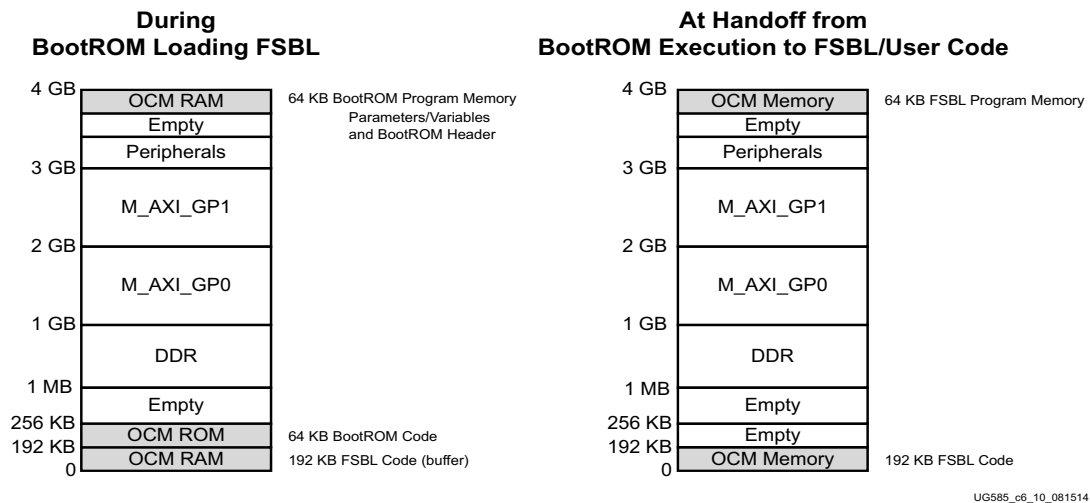 During
BootROM Loading FSBL
4 GB
OCM RAM
64 KB BootROM Program Memory
Parameters/Variables
and BootROM Header
Empty
Peripherals
3 GB
M_AXI_GP1
2 GB
M_AXI_GP0
1 GB
DDR
1 MB
Empty
256 KB
OCM ROM
64 KB BootROM Code
192 KB
OCM RAM
192 KB FSBL Code (buffer)
0
At Handoff from
BootROM Execution to FSBL/User Code
4 GB
OCM Memory
64 KB FSBL Program Memory
Empty
Peripherals
3 GB
M_AXI_GP1
2 GB
M_AXI_GP0
1 GB
DDR
1 MB
Empty
256 KB
Empty
192 KB
OCM Memory
192 KB FSBL Code
0
UG585_c6_10_081514